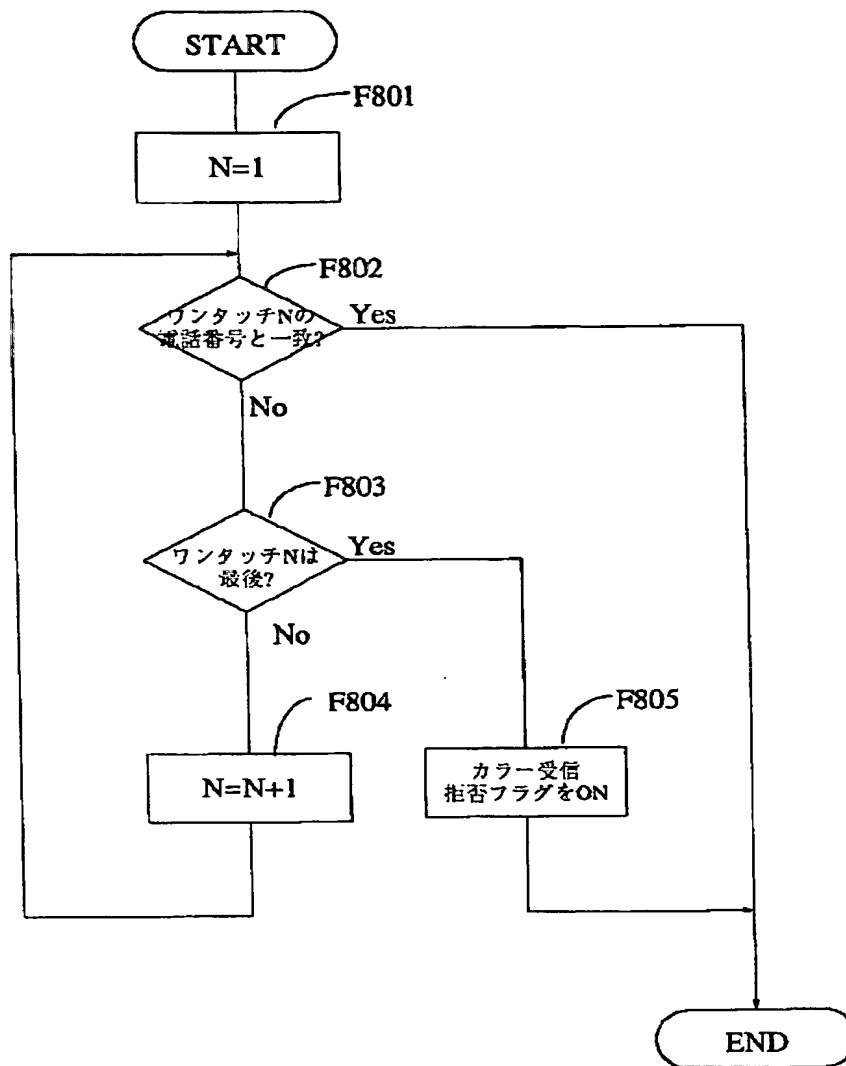 START
F801
N=1
F802
ワンタッチNの
電話番号と一致?
Yes
No
F803
ワンタッチNは
最後?
Yes
No
F804
N=N+1
F805
カラー受信
拒否フラグをON
END